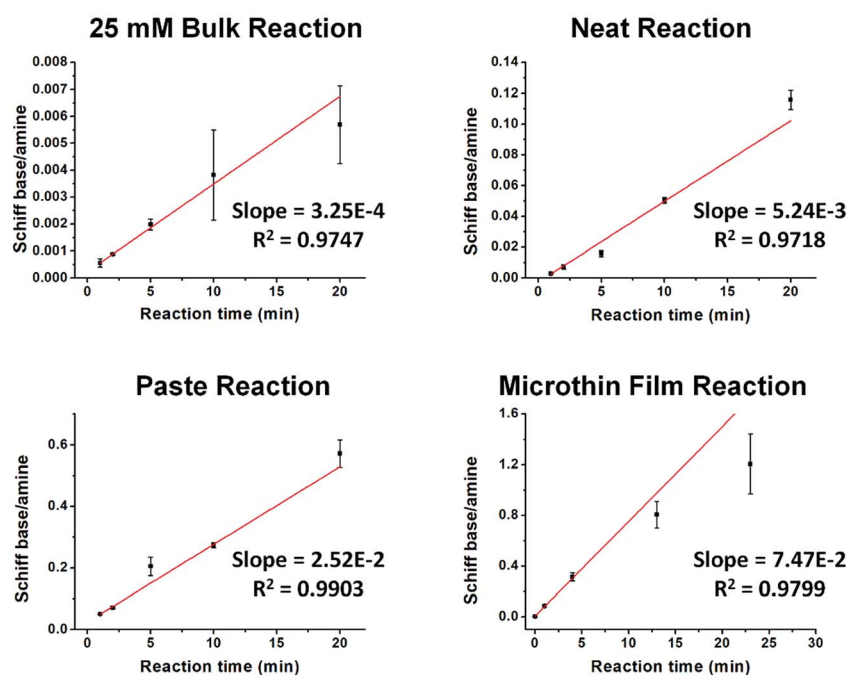 25 mM Bulk Reaction
0.008
0.007
0.006
0.005
0.004
0.003
0.002
0.001
0.000
Schiff base/amine
Slope = 3.25E-4
R² = 0.9747
0 5 10 15 20
Reaction time (min)
Neat Reaction
0.14
0.12
0.10
0.08
0.06
0.04
0.02
0.00
Schiff base/amine
Slope = 5.24E-3
R² = 0.9718
0 5 10 15 20
Reaction time (min)
Paste Reaction
0.6
0.4
0.2
0.0
Schiff base/amine
Slope = 2.52E-2
R² = 0.9903
0 5 10 15 20
Reaction time (min)
Microthin Film Reaction
1.6
1.2
0.8
0.4
0.0
Schiff base/amine
Slope = 7.47E-2
R² = 0.9799
0 5 10 15 20 25 30
Reaction time (min)